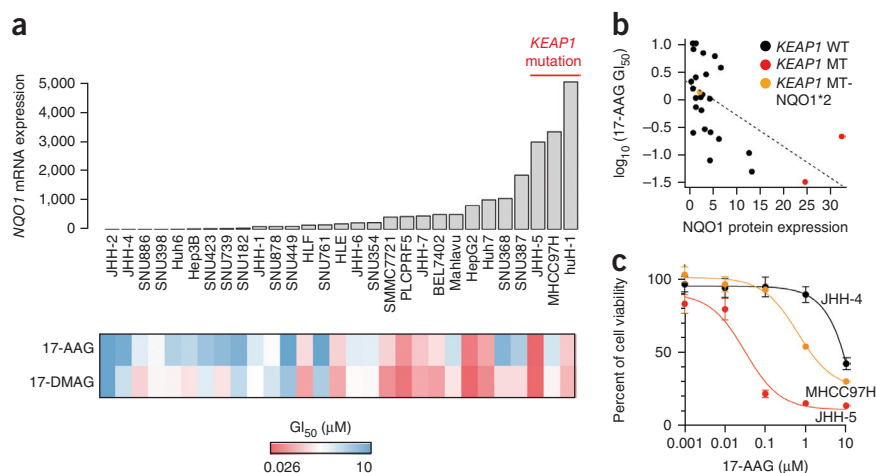 a
KEAP1
mutation
NQO1 mRNA expression
5,000
4,000
3,000
2,000
1,000
0
JHH-2
JHH-4
SNU886
SNU398
Huh6
Hep3B
SNU423
SNU739
SNU182
JHH-1
SNU878
SNU449
HLF
SNU761
HLE
JHH-6
SNU354
SMMC7721
PLCPRF5
JHH-7
BEL7402
Mahlavu
HepG2
Huh7
SNU368
SNU387
JHH-5
MHCC97H
huH-1
17-AAG
17-DMAG
GI50 (μM)
0.026 10
b
log10 (17-AAG GI50)
1.0
0.5
0
−0.5
−1.0
−1.5
KEAP1 WT
KEAP1 MT
KEAP1 MT-
NQO1*2
0 5 10 15 20 25 30
NQO1 protein expression
c
Percent of cell viability
100
50
0
JHH-4
MHCC97H
JHH-5
0.001 0.01 0.1 1 10
17-AAG (μM)